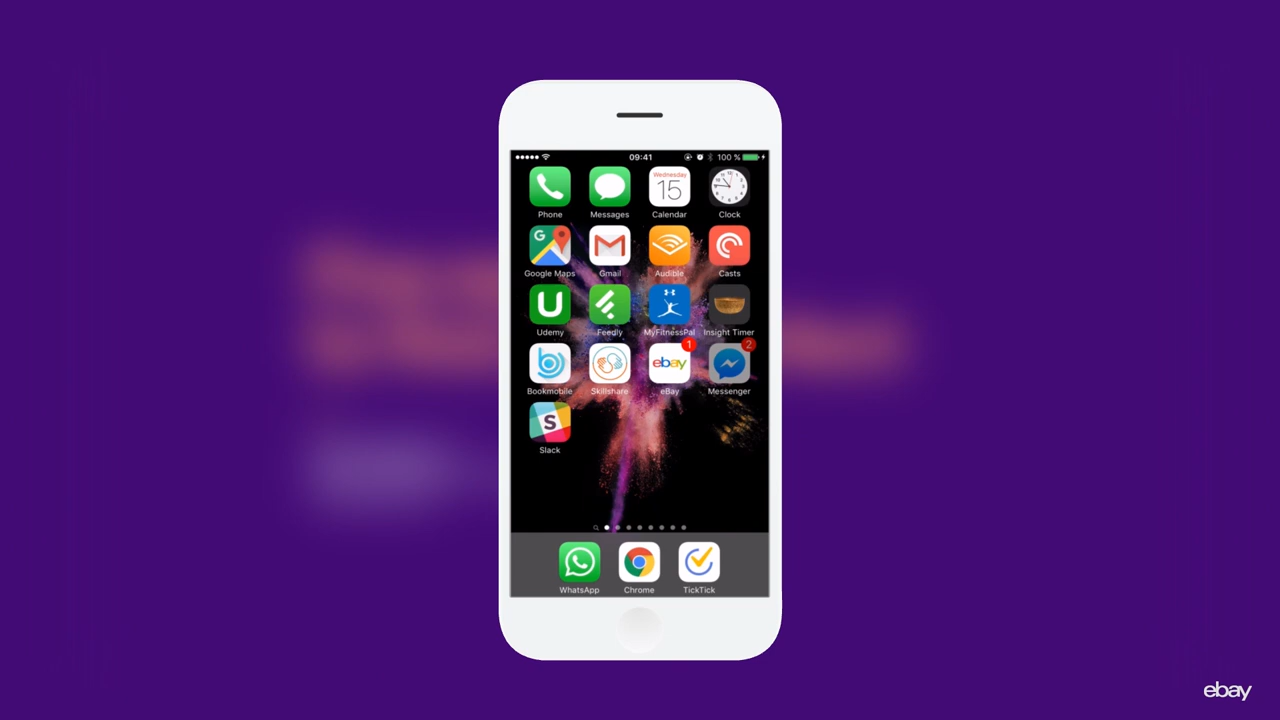 09:41 100 %
Wednesday
15
Phone Messages Calendar Clock
G
Google Maps Gmail Audible Casts
U
Udemy Feedly MyFitnessPal Insight Timer
ebay 1 2
Bookmobile Skillshare eBay Messenger
S
Slack
WhatsApp Chrome TickTick
ebay